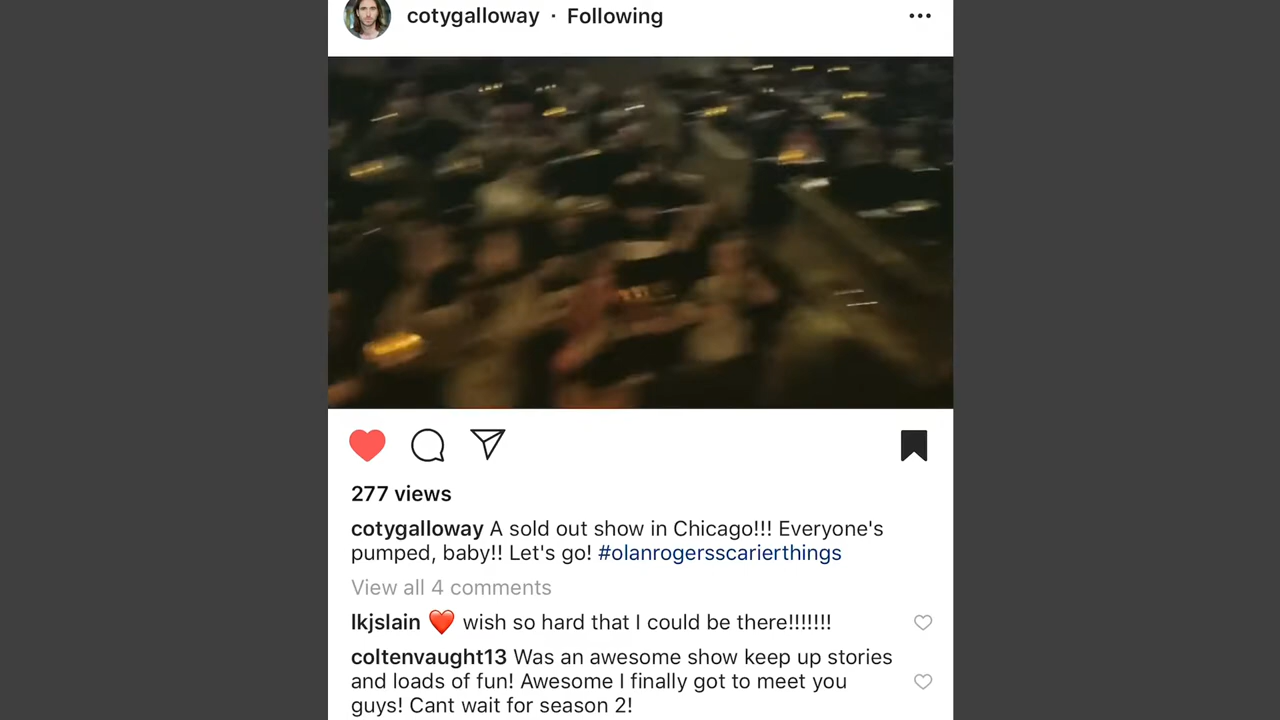 cotygalloway · Following
277 views
cotygalloway A sold out show in Chicago!!! Everyone's
pumped, baby!! Let's go! #olanrogersscarierthings
View all 4 comments
lkjslain ❤️ wish so hard that I could be there!!!!!!!
coltenvaught13 Was an awesome show keep up stories
and loads of fun! Awesome I finally got to meet you
guys! Cant wait for season 2!